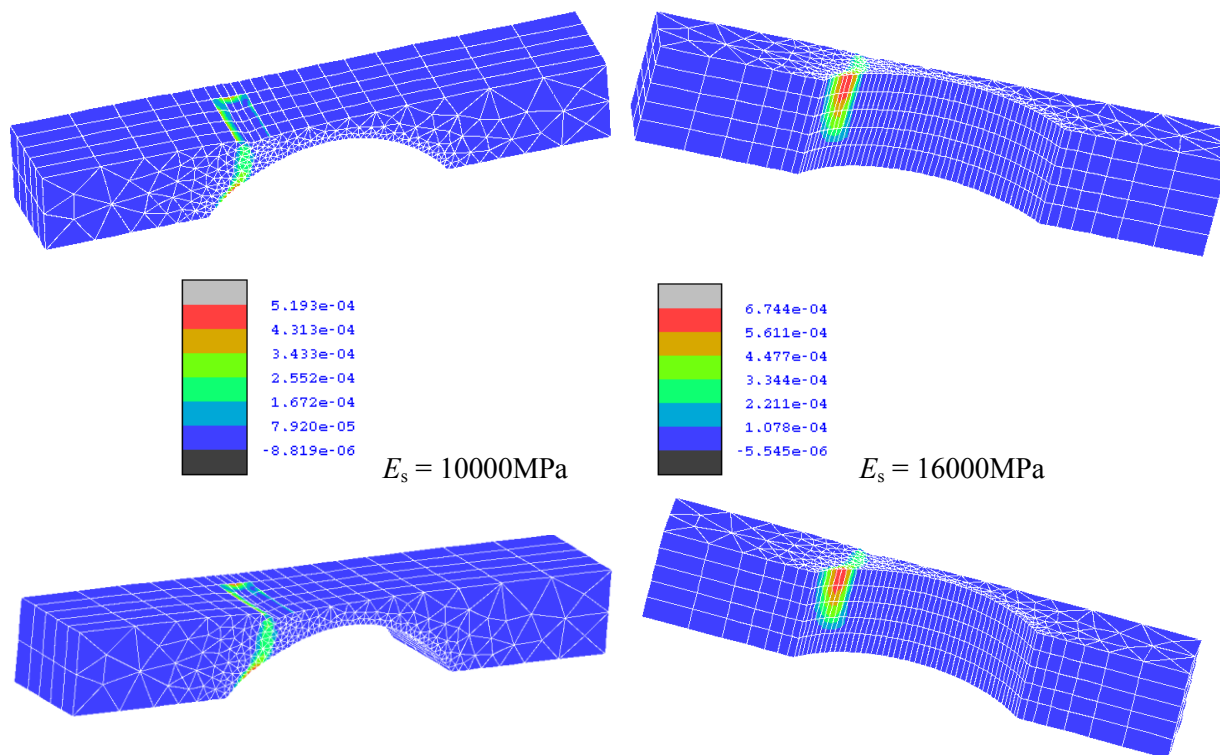 5.193e-04
4.313e-04
3.433e-04
2.552e-04
1.672e-04
7.920e-05
-8.819e-06
Es = 10000MPa
6.744e-04
5.611e-04
4.477e-04
3.344e-04
2.211e-04
1.078e-04
-5.545e-06
Es = 16000MPa